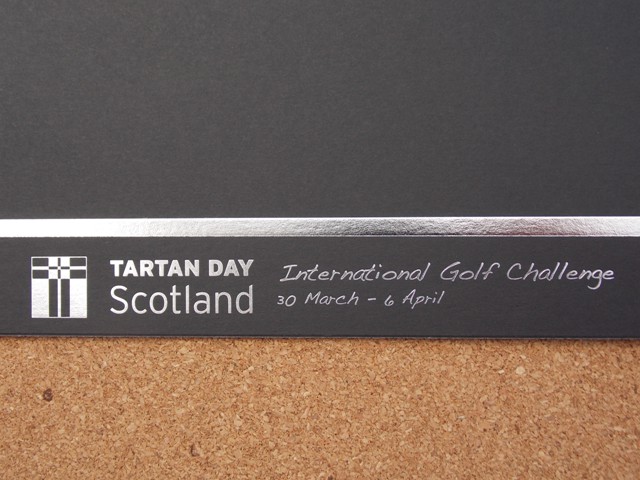 TARTAN DAY
Scotland
International Golf Challenge
30 March - 6 April